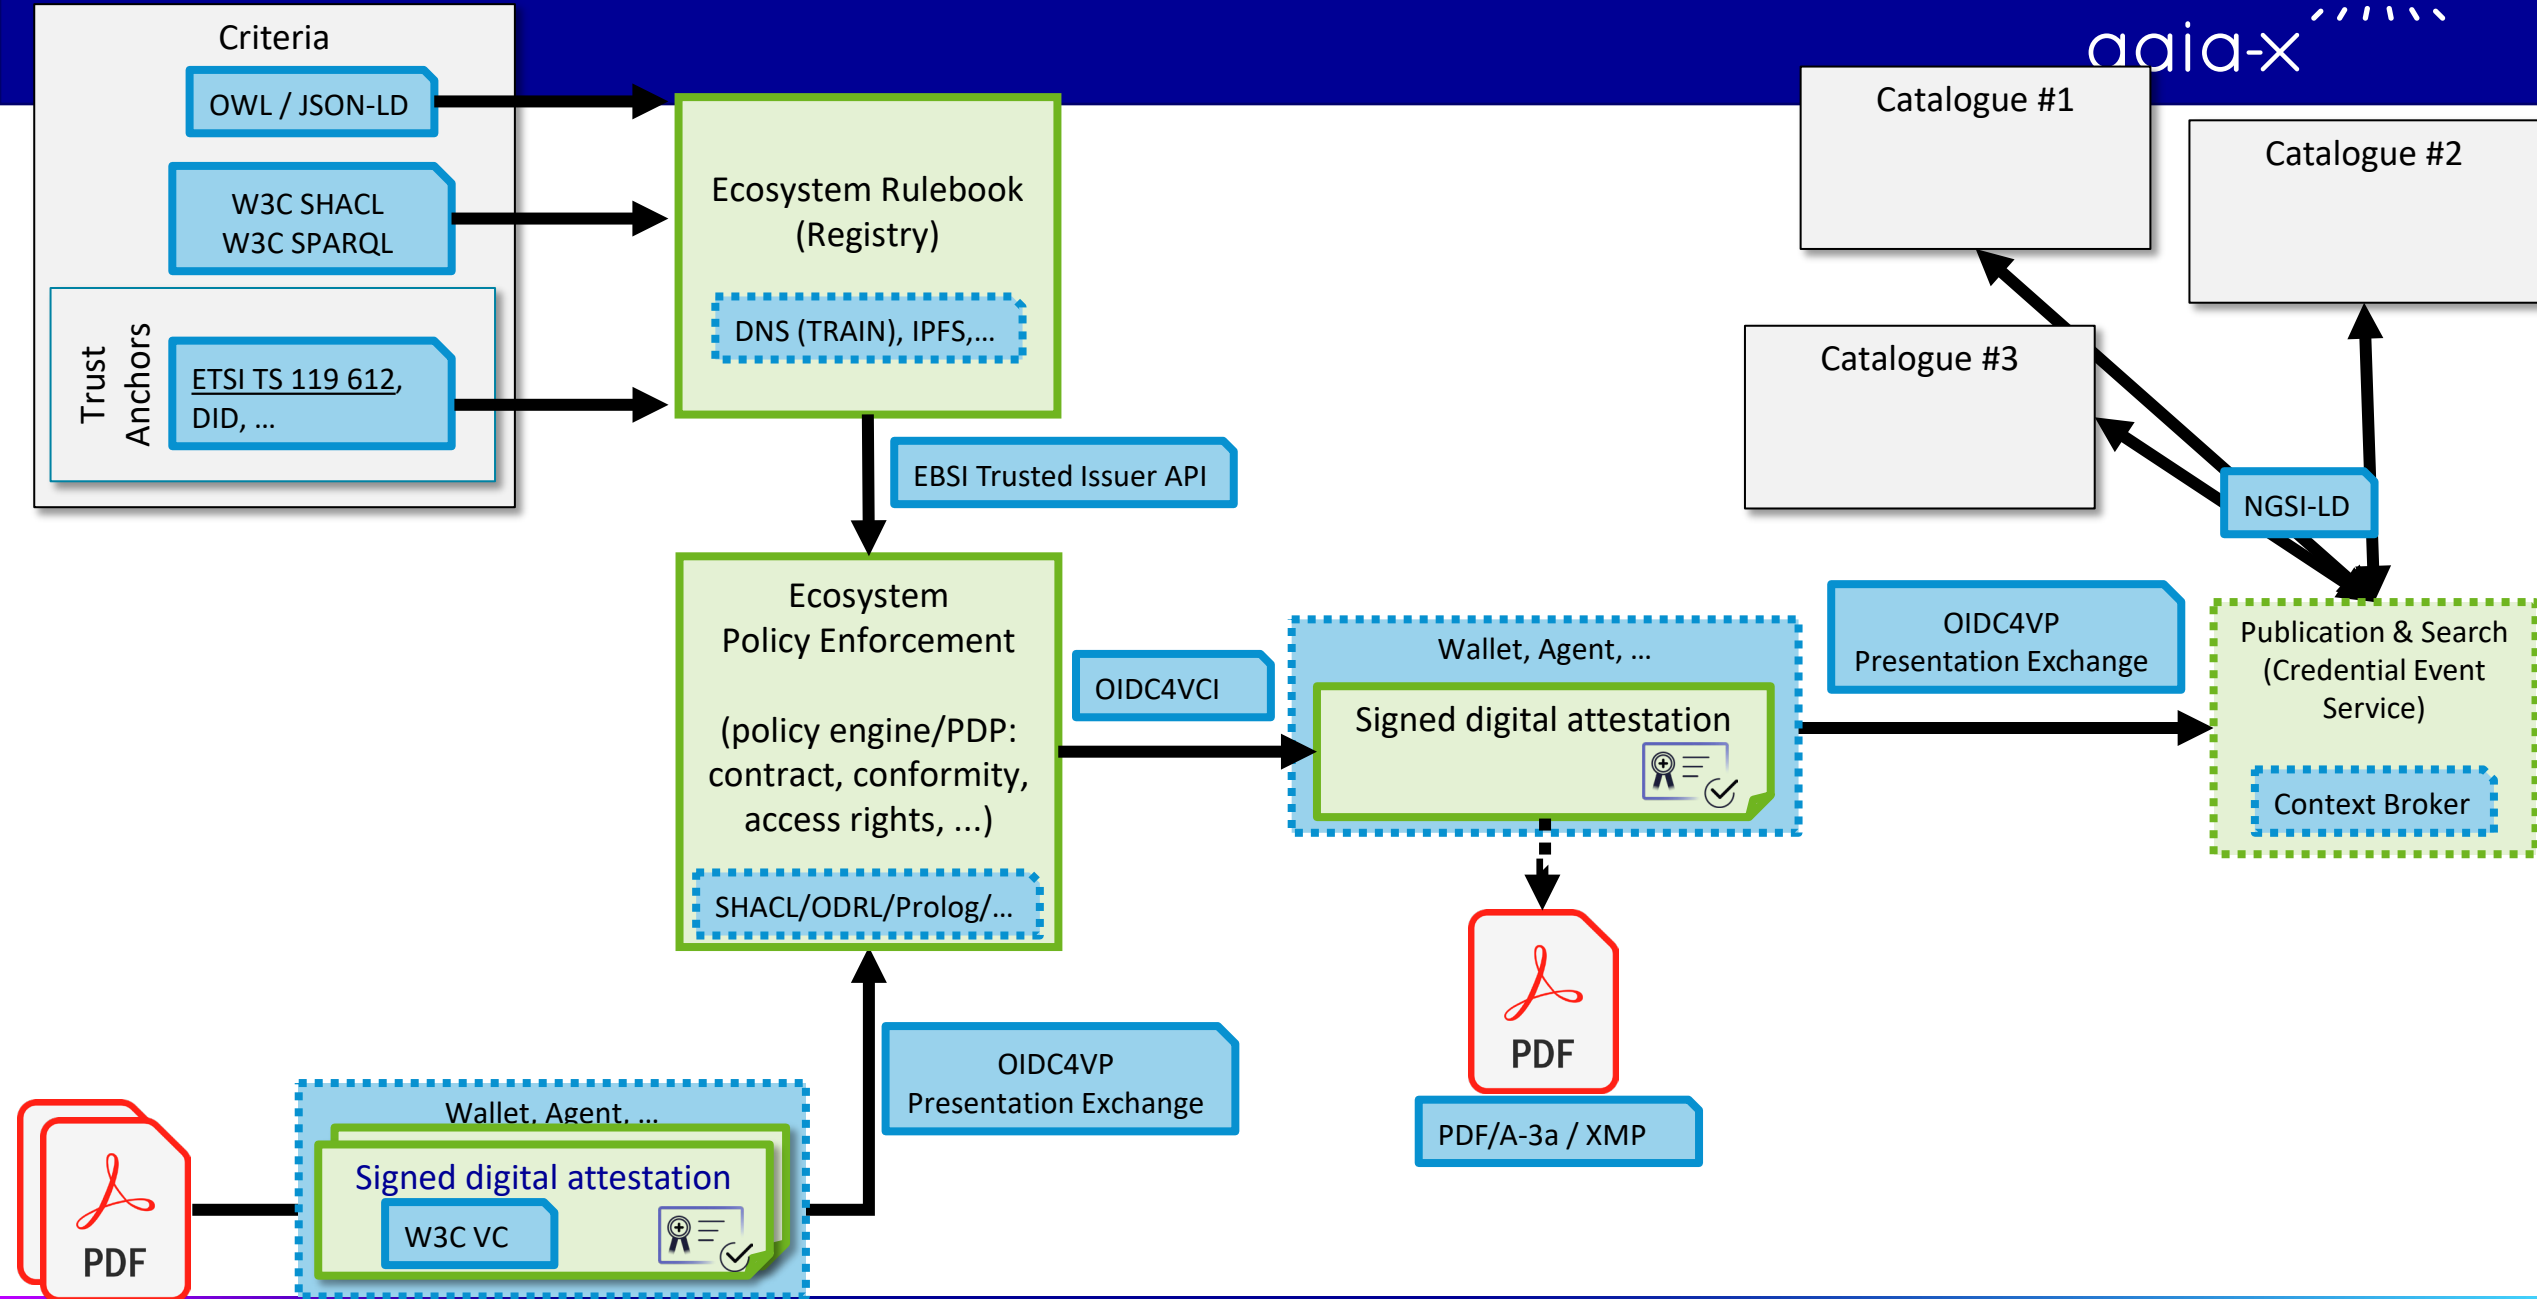 gaia-x
Criteria
OWL / JSON-LD
W3C SHACL
W3C SPARQL
Trust
Anchors
ETSI TS 119 612,
DID, ...
Ecosystem Rulebook
(Registry)
DNS (TRAIN), IPFS,...
EBSI Trusted Issuer API
Catalogue #1
Catalogue #2
Catalogue #3
NGSI-LD
Ecosystem
Policy Enforcement
(policy engine/PDP:
contract, conformity,
access rights, ...)
SHACL/ODRL/Prolog/...
OIDC4VCI
Wallet, Agent, ...
Signed digital attestation
OIDC4VP
Presentation Exchange
Publication & Search
(Credential Event
Service)
Context Broker
PDF
PDF/A-3a / XMP
OIDC4VP
Presentation Exchange
Wallet, Agent, ...
Signed digital attestation
W3C VC
PDF